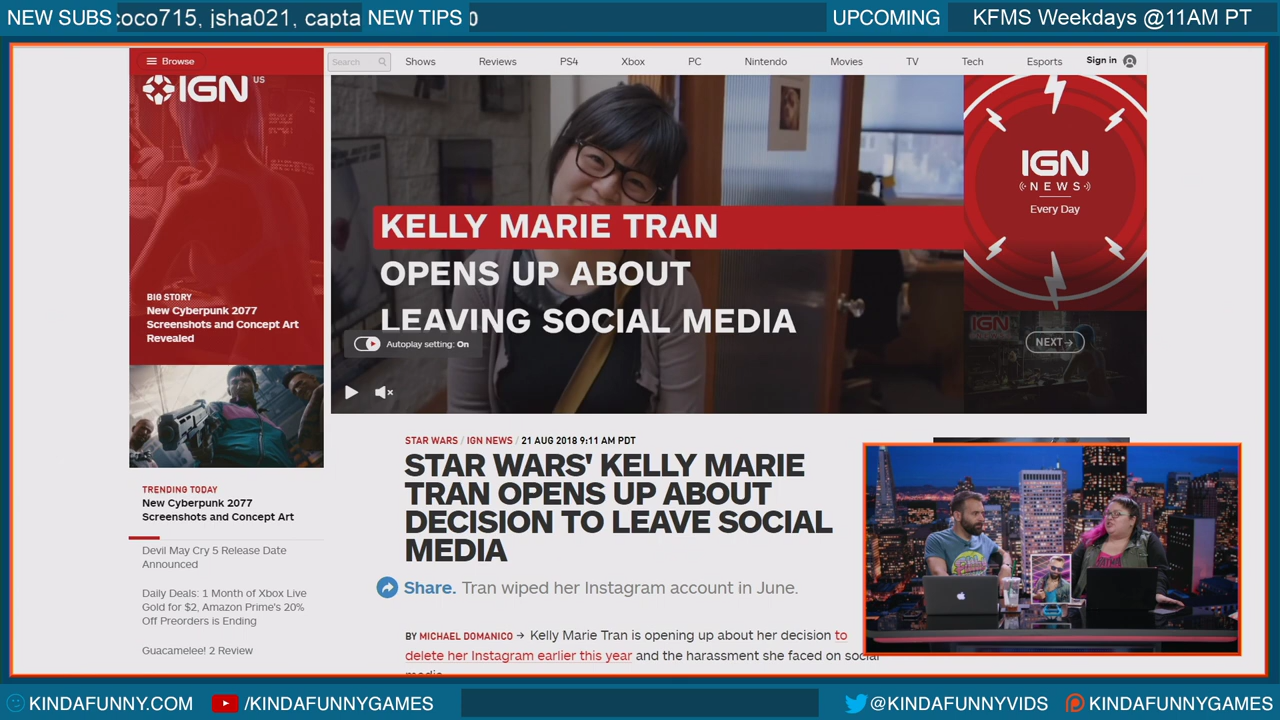 NEW SUBS
coco715, jsha021, capta
NEW TIPS
0
UPCOMING
KFMS Weekdays @11AM PT
Browse
Search
Shows
Reviews
PS4
Xbox
PC
Nintendo
Movies
TV
Tech
Esports
Sign in
IGN US
BIG STORY
New Cyberpunk 2077
Screenshots and Concept Art
Revealed
TRENDING TODAY
New Cyberpunk 2077
Screenshots and Concept Art
Devil May Cry 5 Release Date
Announced
Daily Deals: 1 Month of Xbox Live
Gold for $2, Amazon Prime's 20%
Off Preorders is Ending
Guacamelee! 2 Review
KELLY MARIE TRAN
OPENS UP ABOUT
LEAVING SOCIAL MEDIA
Autoplay setting: On
IGN
NEWS
Every Day
IGN
NEXT
STAR WARS / IGN NEWS / 21 AUG 2018 9:11 AM PDT
STAR WARS' KELLY MARIE
TRAN OPENS UP ABOUT
DECISION TO LEAVE SOCIAL
MEDIA
Share. Tran wiped her Instagram account in June.
BY MICHAEL DOMANICO → Kelly Marie Tran is opening up about her decision to
delete her Instagram earlier this year and the harassment she faced on social
media
KINDAFUNNY.COM
/KINDAFUNNYGAMES
@KINDAFUNNYVIDS
KINDAFUNNYGAMES